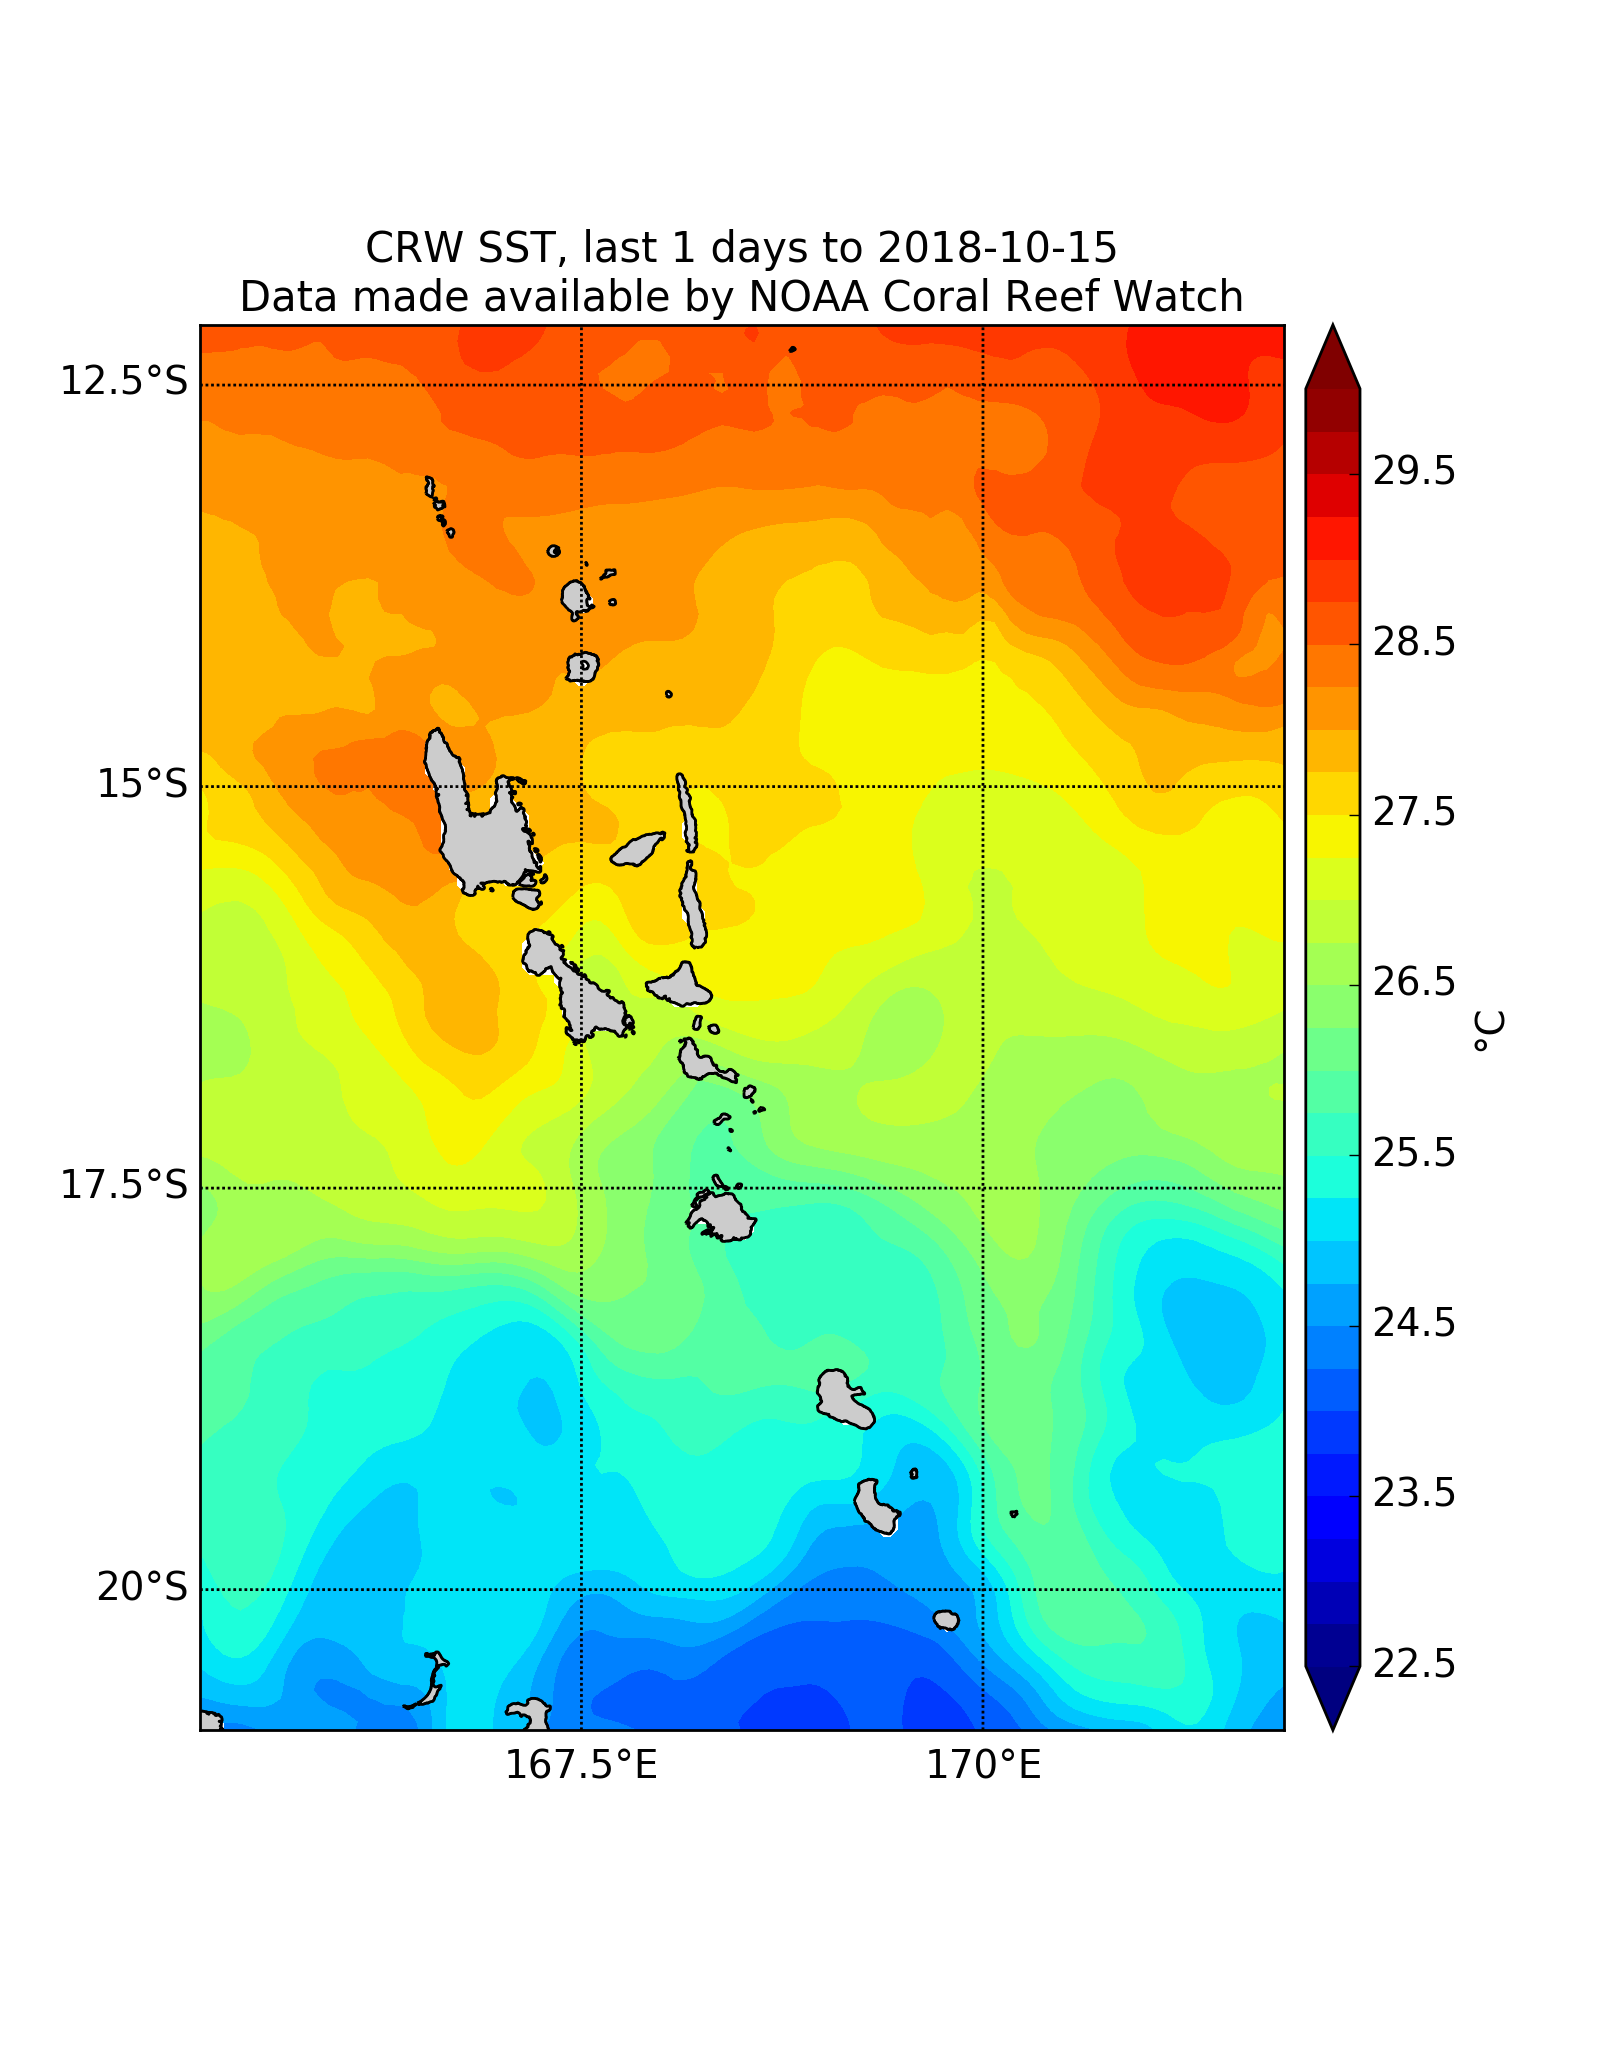 CRW SST, last 1 days to 2018-10-15
Data made available by NOAA Coral Reef Watch
12.5°S
15°S
17.5°S
20°S
167.5°E
170°E
29.5
28.5
27.5
26.5
25.5
24.5
23.5
22.5
°C